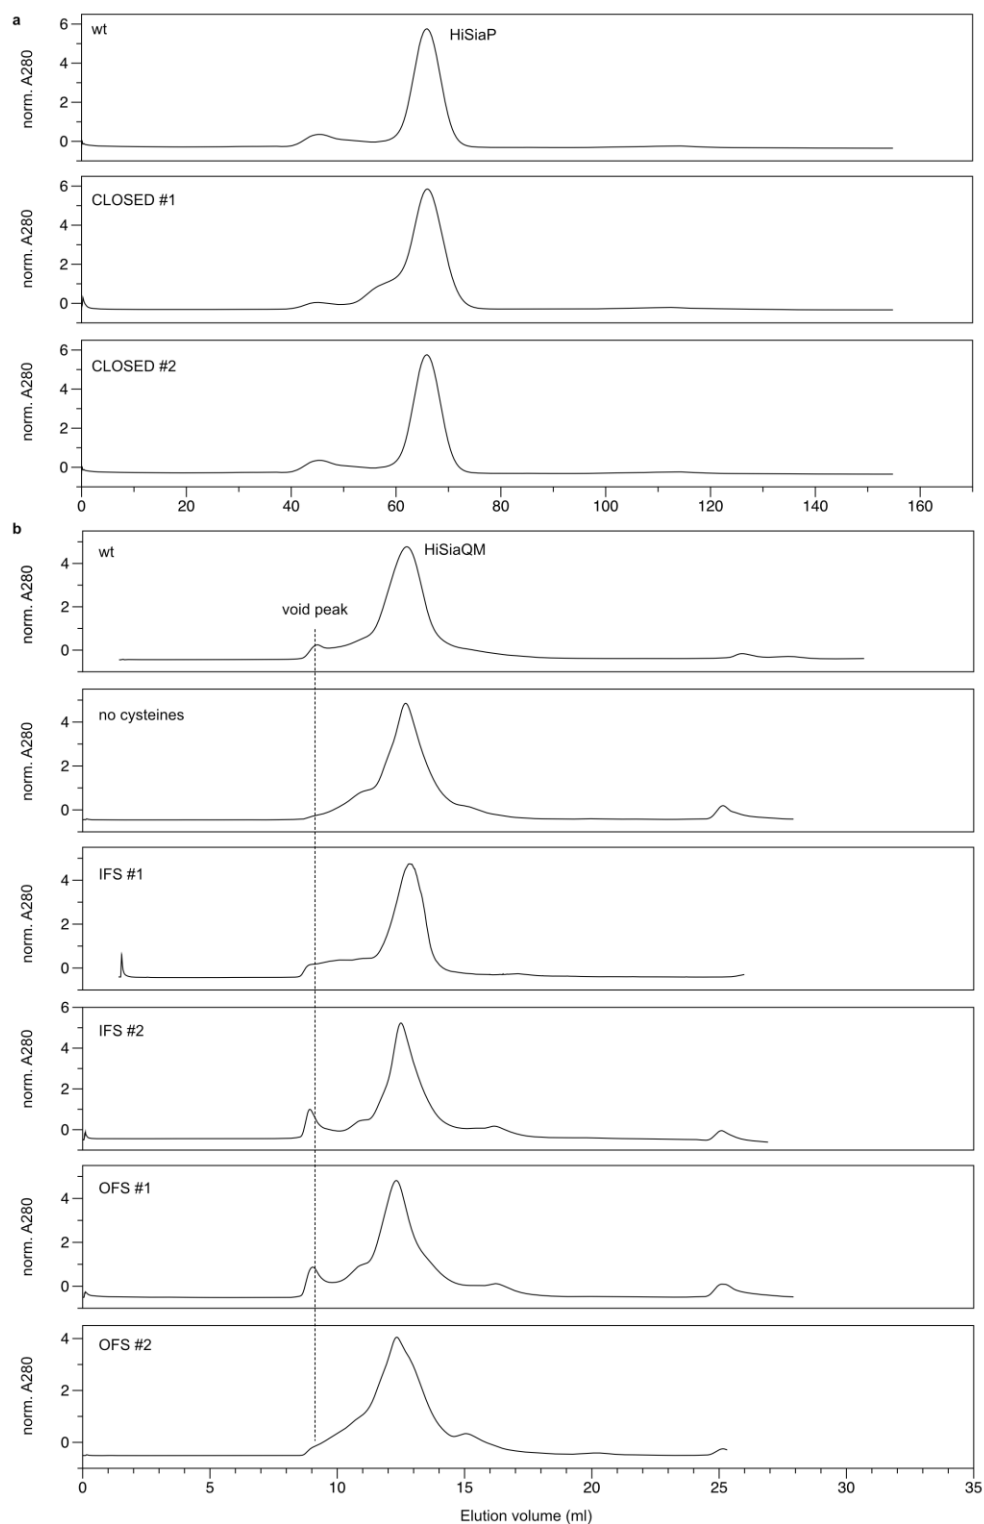 a
wt
HiSiaP
norm. A280
6
4
2
0
CLOSED #1
norm. A280
6
4
2
0
CLOSED #2
norm. A280
6
4
2
0
0 20 40 60 80 100 120 140 160
b
wt
HiSiaQM
void peak
norm. A280
4
2
0
no cysteines
norm. A280
4
2
0
IFS #1
norm. A280
4
2
0
IFS #2
norm. A280
6
4
2
0
OFS #1
norm. A280
4
2
0
OFS #2
norm. A280
4
2
0
0 5 10 15 20 25 30 35
Elution volume (ml)